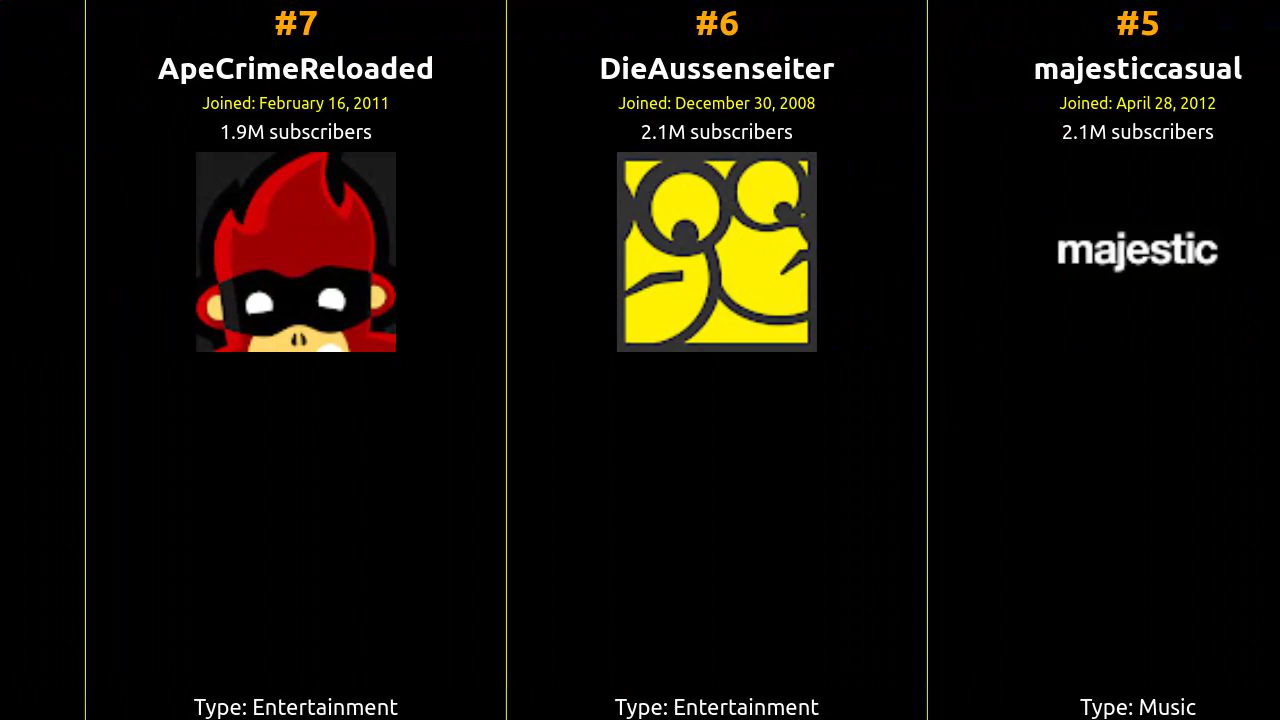 #7
ApeCrimeReloaded
Joined: February 16, 2011
1.9M subscribers
Type: Entertainment
#6
DieAussenseiter
Joined: December 30, 2008
2.1M subscribers
Type: Entertainment
#5
majesticcasual
Joined: April 28, 2012
2.1M subscribers
majestic
Type: Music